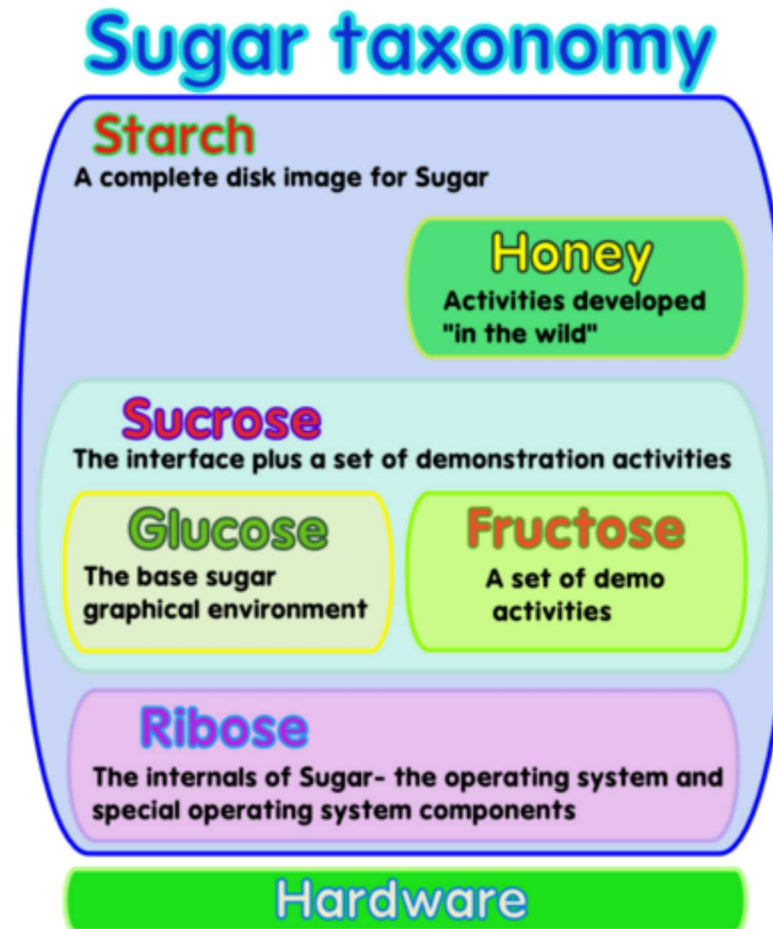 Sugar taxonomy
Starch
A complete disk image for Sugar
Honey
Activities developed
"in the wild"
Sucrose
The interface plus a set of demonstration activities
Glucose
The base sugar
graphical environment
Fructose
A set of demo
activities
Ribose
The internals of Sugar- the operating system and
special operating system components
Hardware